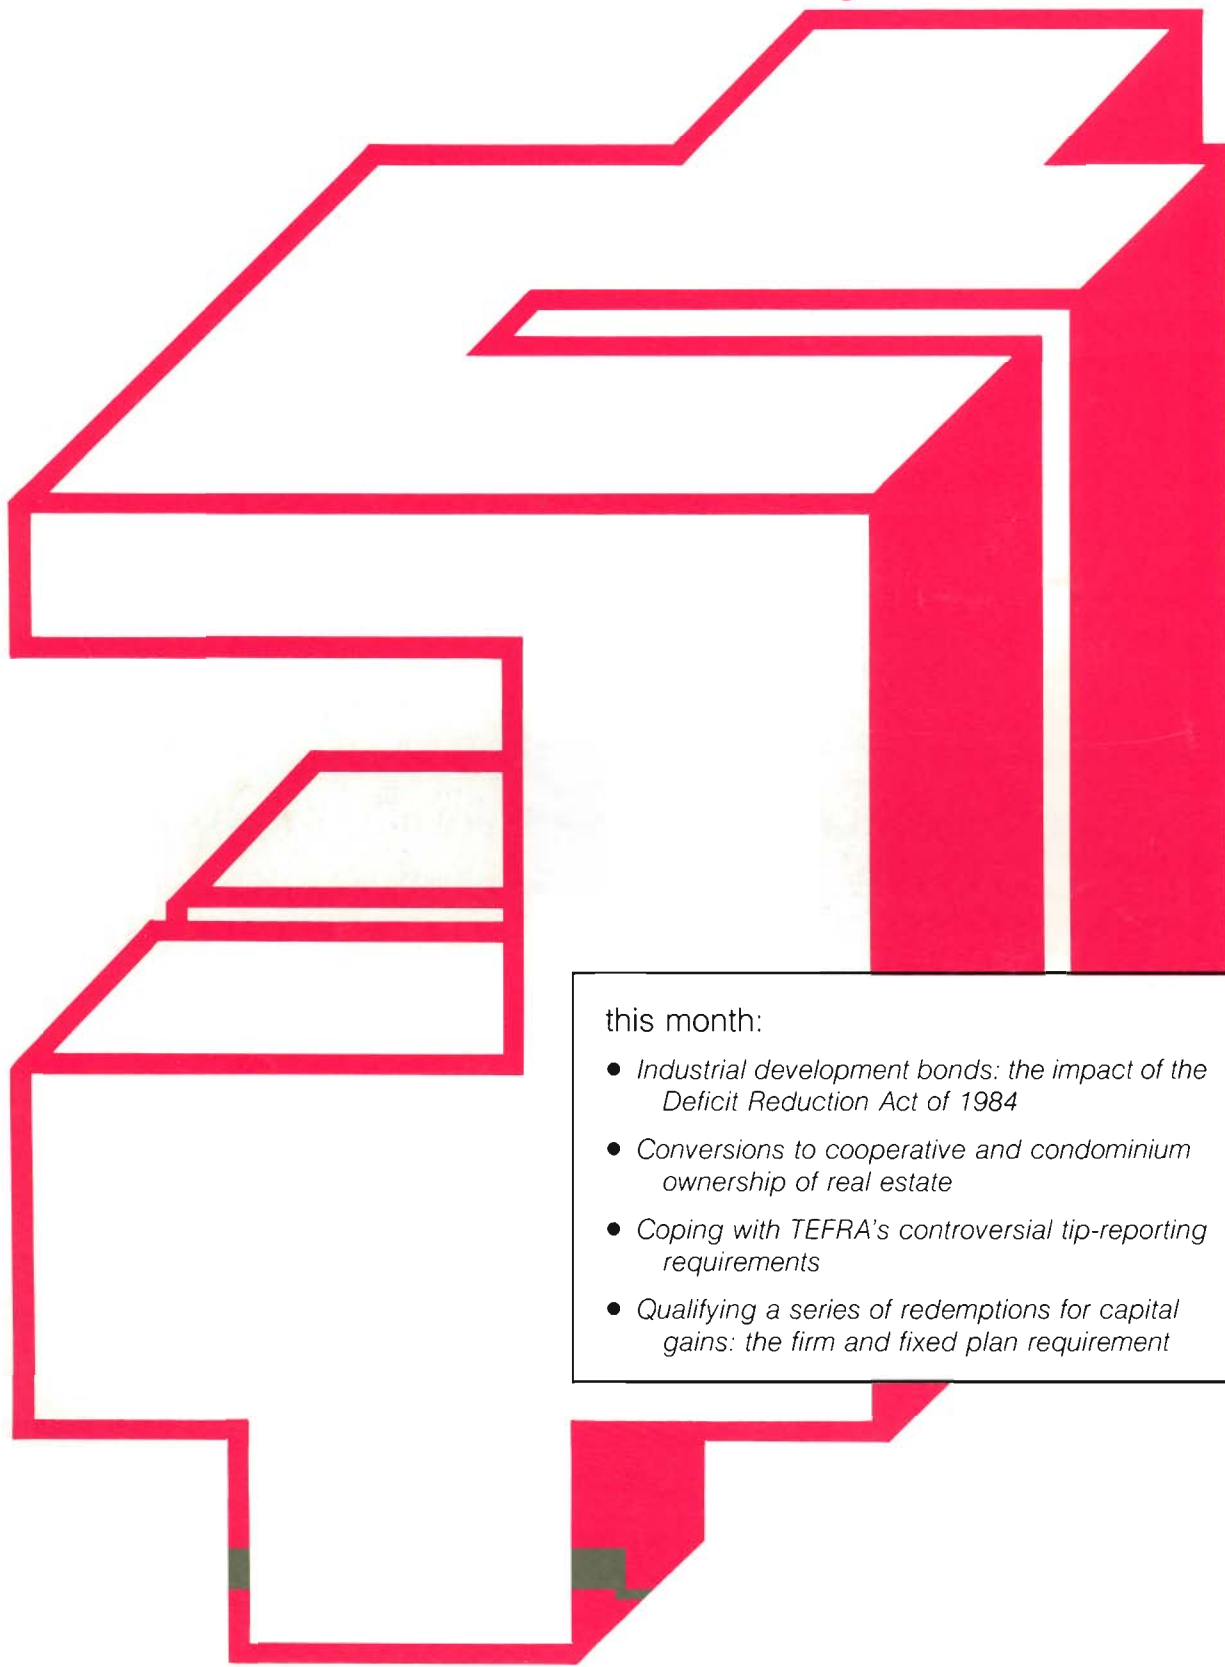 this month:
● Industrial development bonds: the impact of the
Deficit Reduction Act of 1984
● Conversions to cooperative and condominium
ownership of real estate
● Coping with TEFRA's controversial tip-reporting
requirements
● Qualifying a series of redemptions for capital
gains: the firm and fixed plan requirement